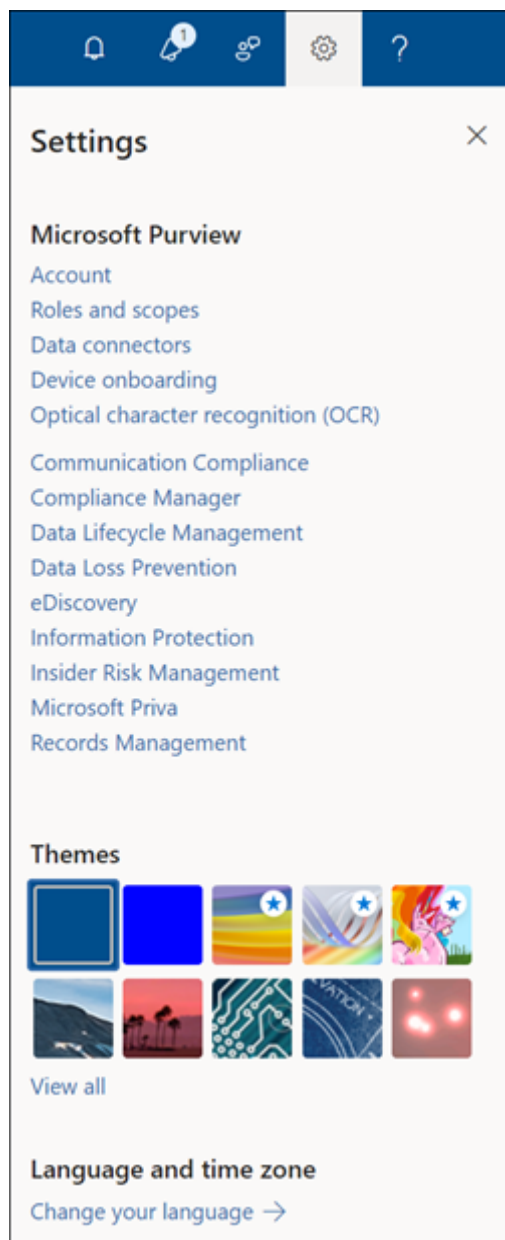 1
?
Settings
Microsoft Purview
Account
Roles and scopes
Data connectors
Device onboarding
Optical character recognition (OCR)
Communication Compliance
Compliance Manager
Data Lifecycle Management
Data Loss Prevention
eDiscovery
Information Protection
Insider Risk Management
Microsoft Priva
Records Management
Themes
VATION
View all
Language and time zone
Change your language →